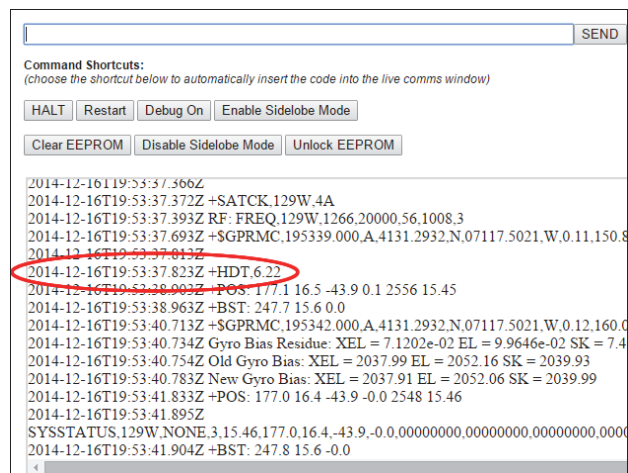 SEND
Command Shortcuts:
(choose the shortcut below to automatically insert the code into the live comms window)
HALT Restart Debug On Enable Sidelobe Mode
Clear EEPROM Disable Sidelobe Mode Unlock EEPROM
2014-12-16T19:53:37.366Z
2014-12-16T19:53:37.372Z +SATCK,129W,4A
2014-12-16T19:53:37.393Z RF: FREQ,129W,1266,20000,56,1008,3
2014-12-16T19:53:37.693Z +$GPRMC,195339.000,A,4131.2932,N,07117.5021,W,0.11,150.8
2014-12-16T19:53:37.813Z
2014-12-16T19:53:37.823Z +HDT,6.22
2014-12-16T19:53:38.903Z +POS: 177.1 16.5 -43.9 0.1 2556 15.45
2014-12-16T19:53:38.963Z +BST: 247.7 15.6 0.0
2014-12-16T19:53:40.713Z +$GPRMC,195342.000,A,4131.2932,N,07117.5021,W,0.12,160.0
2014-12-16T19:53:40.734Z Gyro Bias Residue: XEL = 7.1202e-02 EL = 9.9646e-02 SK = 7.4
2014-12-16T19:53:40.754Z Old Gyro Bias: XEL = 2037.99 EL = 2052.16 SK = 2039.93
2014-12-16T19:53:40.783Z New Gyro Bias: XEL = 2037.91 EL = 2052.06 SK = 2039.99
2014-12-16T19:53:41.833Z +POS: 177.0 16.4 -43.9 -0.0 2548 15.46
2014-12-16T19:53:41.895Z
SYSSTATUS,129W,NONE,3,15.46,177.0,16.4,-43.9,-0.0,00000000,00000000,00000000,0000
2014-12-16T19:53:41.904Z +BST: 247.8 15.6 -0.0